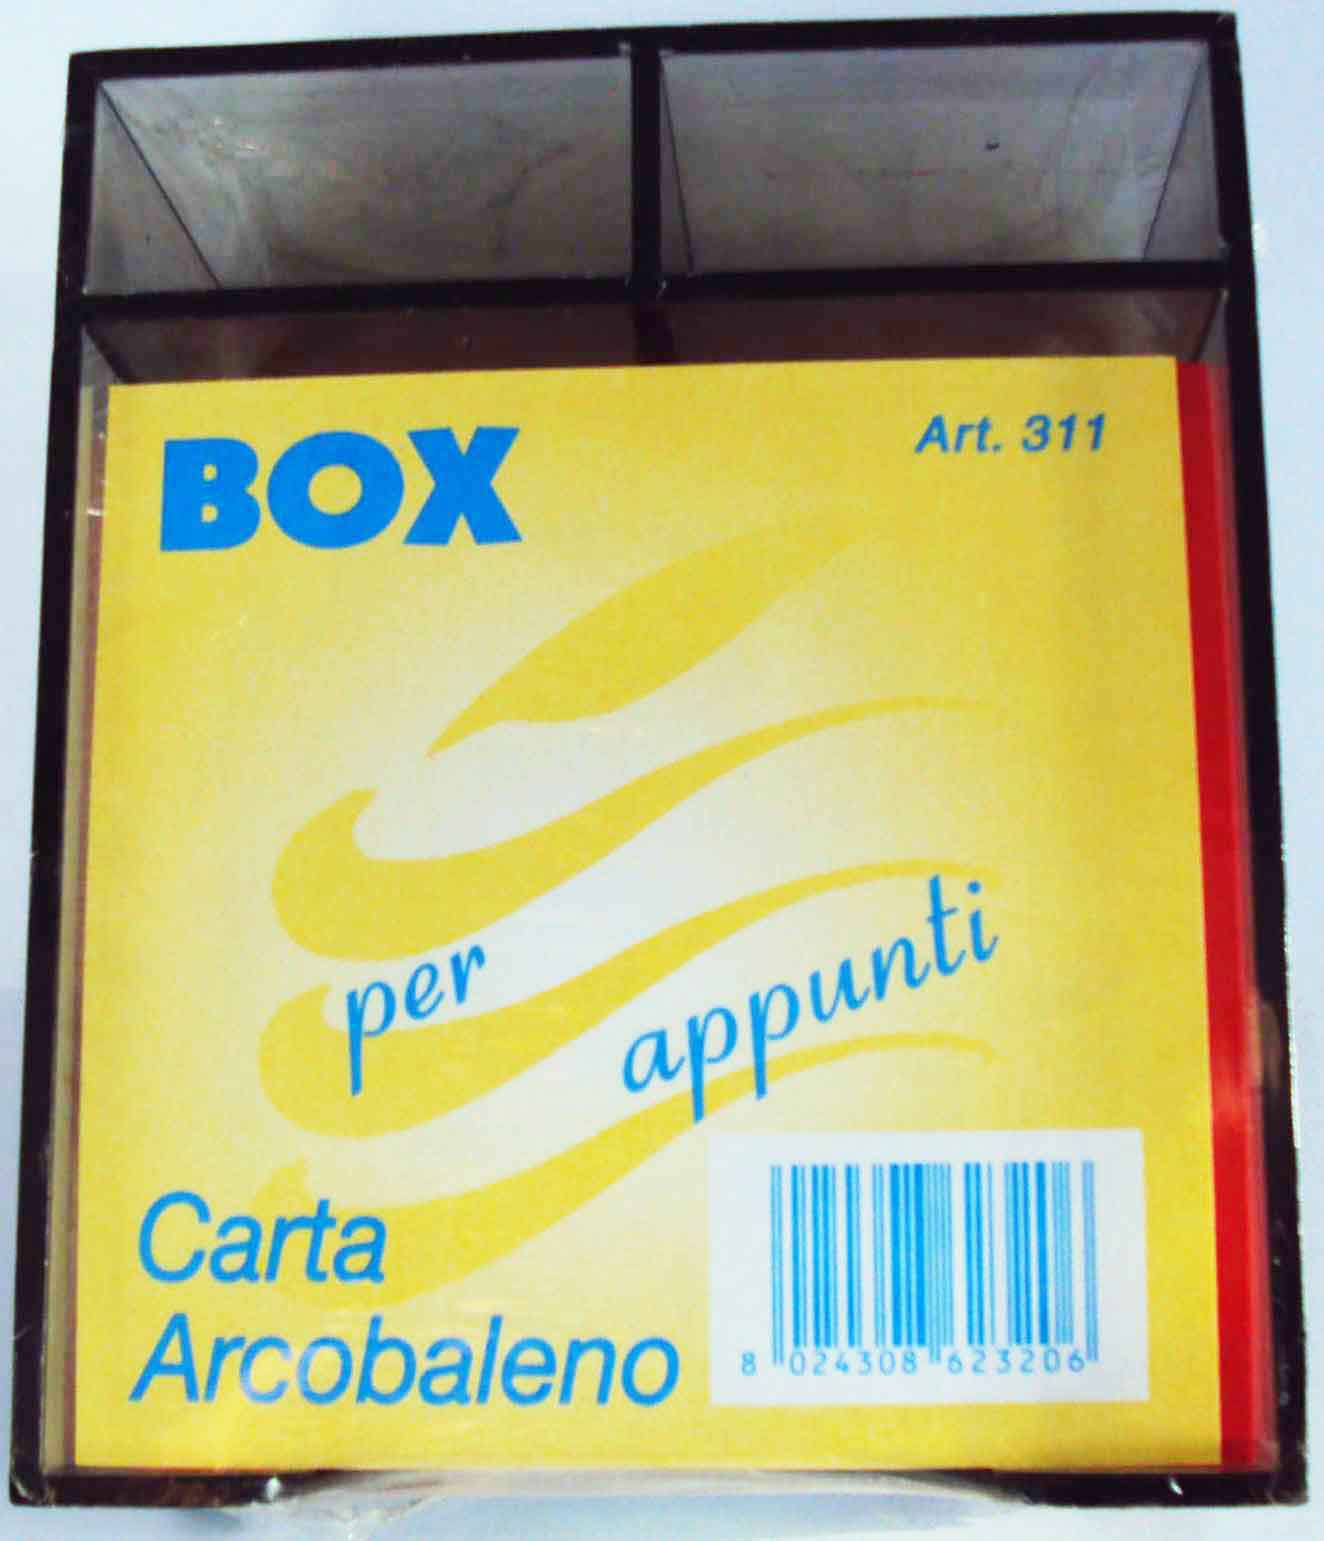 BOX
Art. 311
per
appunti
Carta
Arcobaleno
8 024308 623206